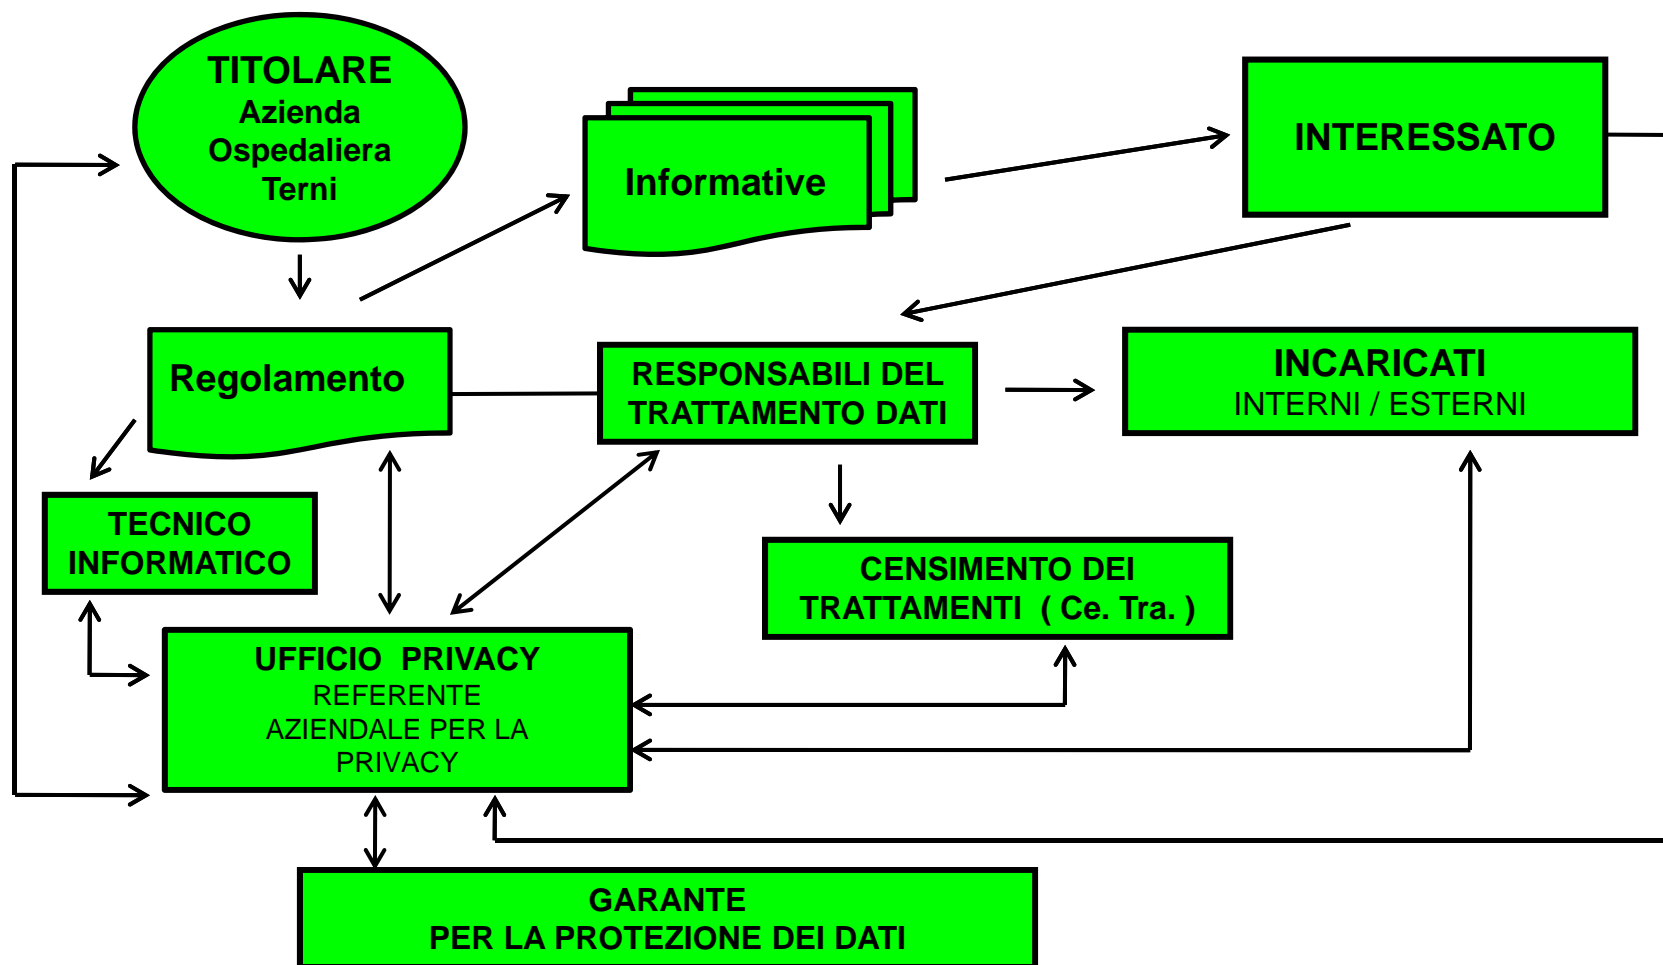 TITOLARE
Azienda
Ospedaliera
Terni
Informative
INTERESSATO
Regolamento
RESPONSABILI DEL
TRATTAMENTO DATI
INCARICATI
INTERNI / ESTERNI
TECNICO
INFORMATICO
CENSIMENTO DEI
TRATTAMENTI ( Ce. Tra. )
UFFICIO PRIVACY
REFERENTE
AZIENDALE PER LA
PRIVACY
GARANTE
PER LA PROTEZIONE DEI DATI